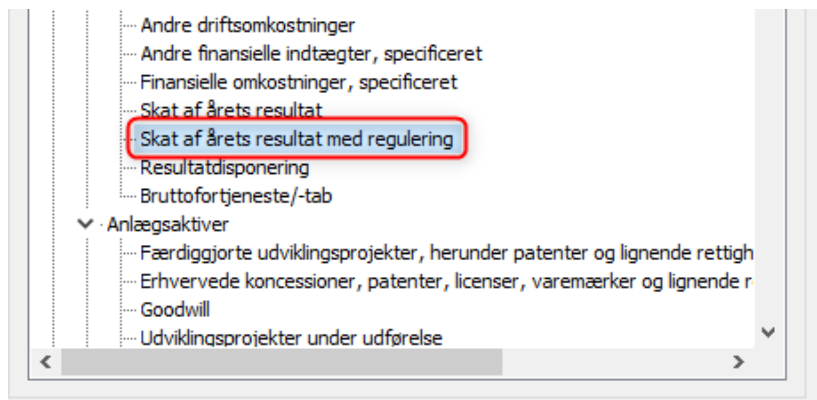 Andre driftsomkostninger
Andre finansielle indtægter, specificeret
Finansielle omkostninger, specificeret
Skat af årets resultat
Skat af årets resultat med regulering
Resultatdisponering
Bruttofortjeneste/-tab
Anlægsaktiver
Færdiggjorte udviklingsprojekter, herunder patenter og lignende rettigh
Erhvervede koncessioner, patenter, licenser, varemærker og lignende r
Goodwill
Udviklingsprojekter under udførelse